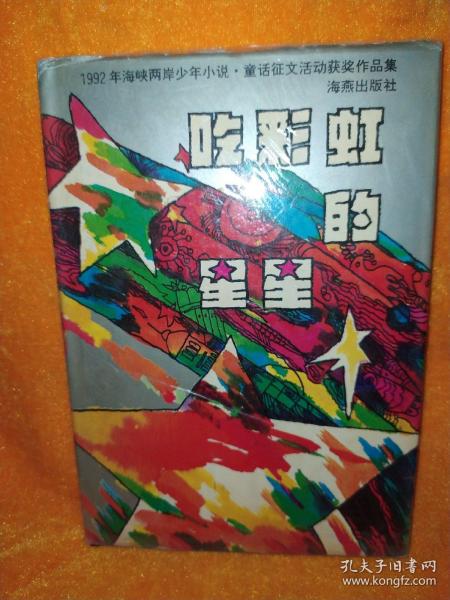 1992年海峡两岸少年小说·童话征文活动获奖作品集
海燕出版社
吃彩虹
的
星星
孔夫子旧书网
www.kongfz.com